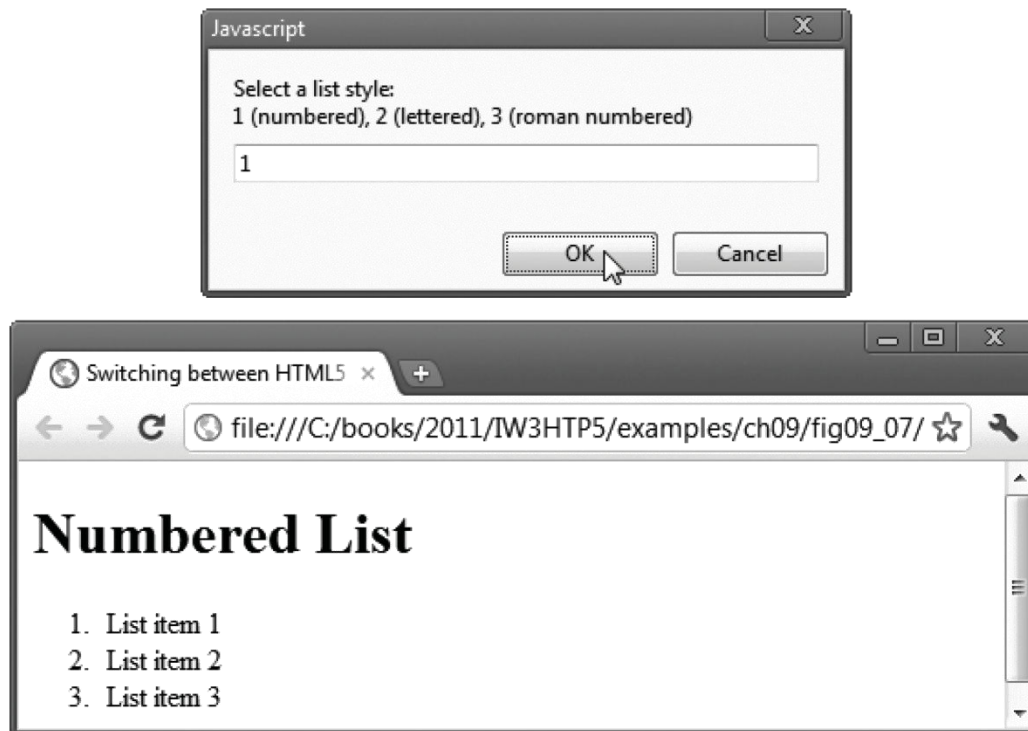 Javascript
Select a list style:
1 (numbered), 2 (lettered), 3 (roman numbered)
1
OK
Cancel
Switching between HTML5
file:///C:/books/2011/IW3HTP5/examples/ch09/fig09_07/
Numbered List
1. List item 1
2. List item 2
3. List item 3